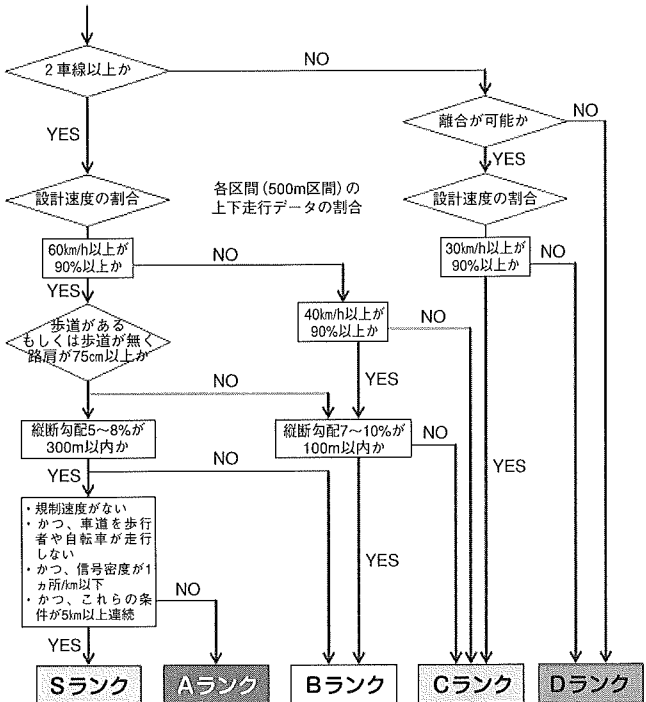 2車線以上か
NO
離合が可能か
NO
YES
YES
設計速度の割合
各区間(500m区間)の
上下走行データの割合
設計速度の割合
60km/h以上が
90%以上か
NO
30km/h以上が
90%以上か
NO
YES
歩道がある
もしくは歩道が無く
路肩が75cm以上か
40km/h以上が
90%以上か
NO
YES
NO
縦断勾配5〜8%が
300m以内か
縦断勾配7〜10%が
100m以内か
NO
YES
NO
YES
・規制速度がない
・かつ、車道を歩行
者や自転車が走行
しない
・かつ、信号密度が1
ヵ所/km以下
・かつ、これらの条
件が5km以上連続
YES
NO
YES
Sランク
Aランク
Bランク
Cランク
Dランク